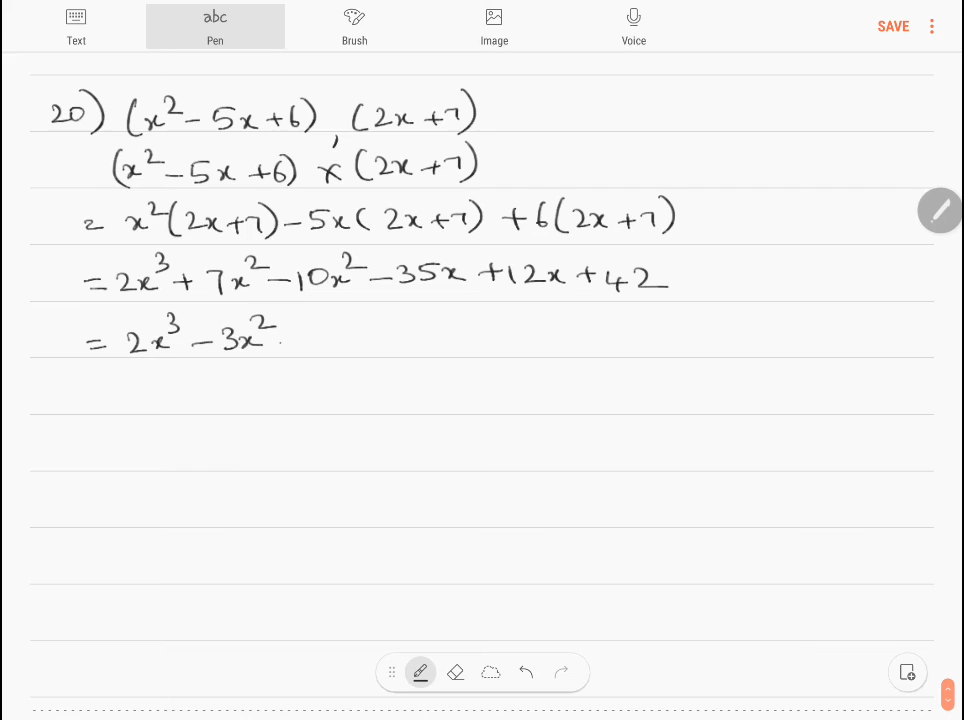 Text abc Pen Brush Image Voice SAVE
20) (x² - 5x + 6) , (2x + 7)
(x² - 5x + 6) × (2x + 7)
= x²(2x + 7) - 5x(2x + 7) + 6(2x + 7)
= 2x³ + 7x² - 10x² - 35x + 12x + 42
= 2x³ - 3x²